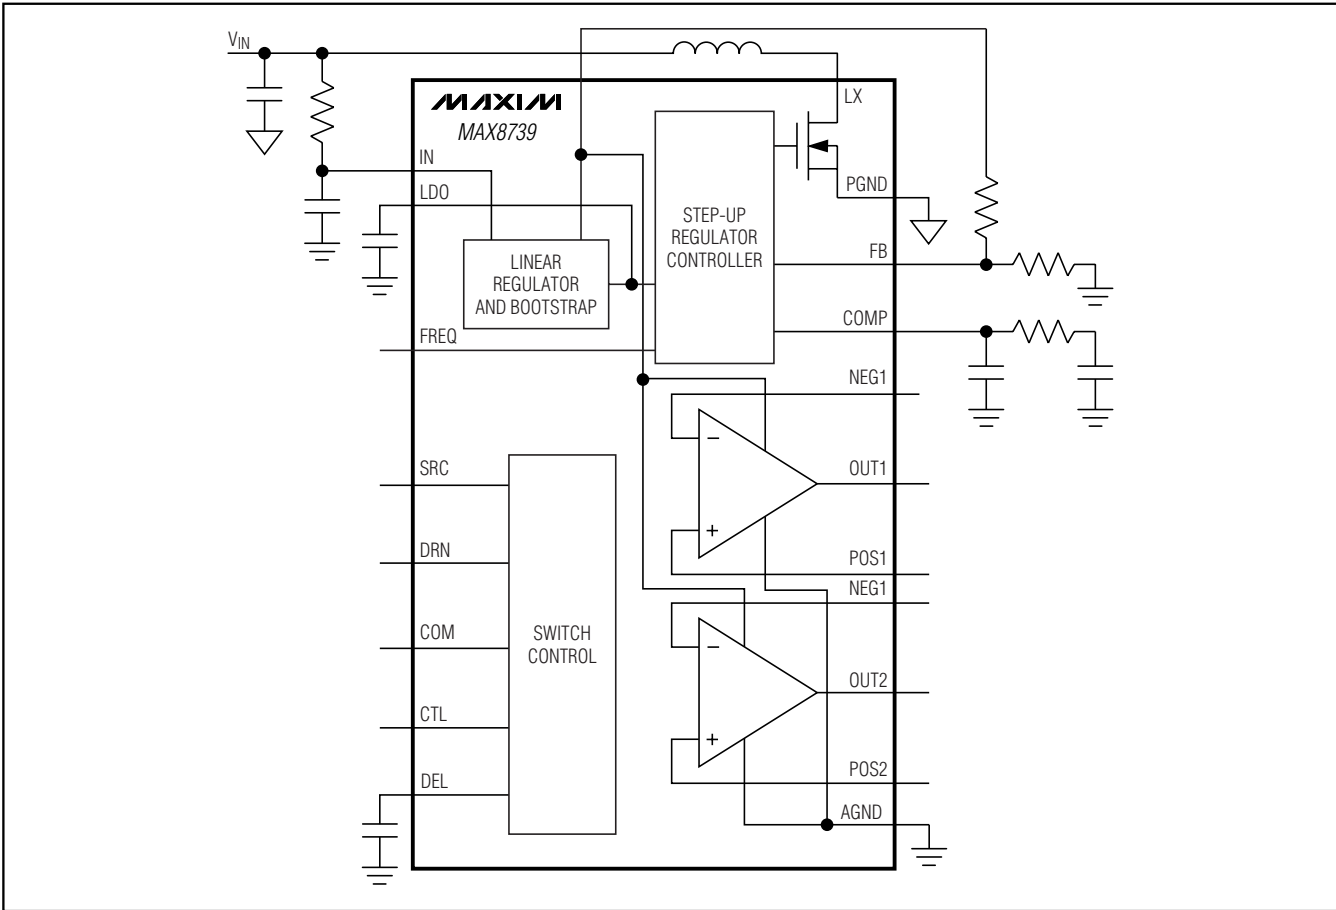 VIN
MAXIM
MAX8739
LX
IN
LDO
PGND
STEP-UP
REGULATOR
CONTROLLER
FB
LINEAR
REGULATOR
AND BOOTSTRAP
COMP
FREQ
NEG1
−
SRC
OUT1
+
DRN
POS1
NEG1
COM
SWITCH
CONTROL
−
OUT2
CTL
+
POS2
DEL
AGND